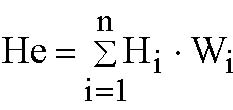 He = n∑i=1 Hi · Wi